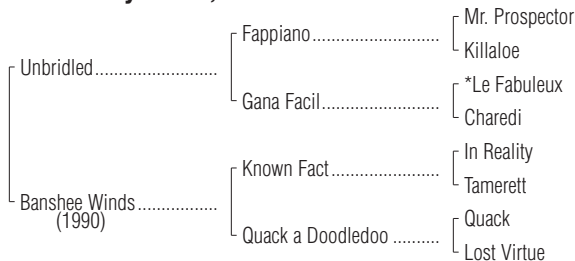 Mr. Prospector
Fappiano
Killaloe
Unbridled
*Le Fabuleux
Gana Facil
Charedi
In Reality
Known Fact
Tamerett
Banshee Winds
(1990)
Quack
Quack a Doodledoo
Lost Virtue